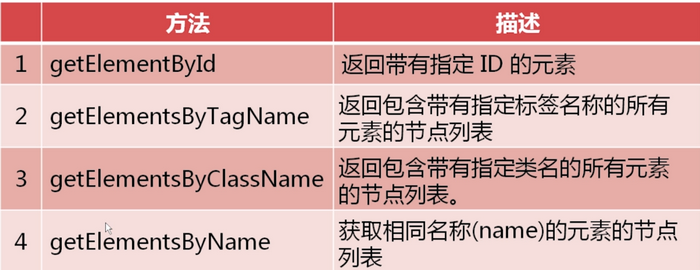 方法 描述
1 getElementById 返回带有指定 ID 的元素
2 getElementsByTagName 返回包含带有指定标签名称的所有
元素的节点列表
3 getElementsByClassName 返回包含带有指定类名的所有元素
的节点列表。
4 getElementsByName 获取相同名称(name)的元素的节点
列表